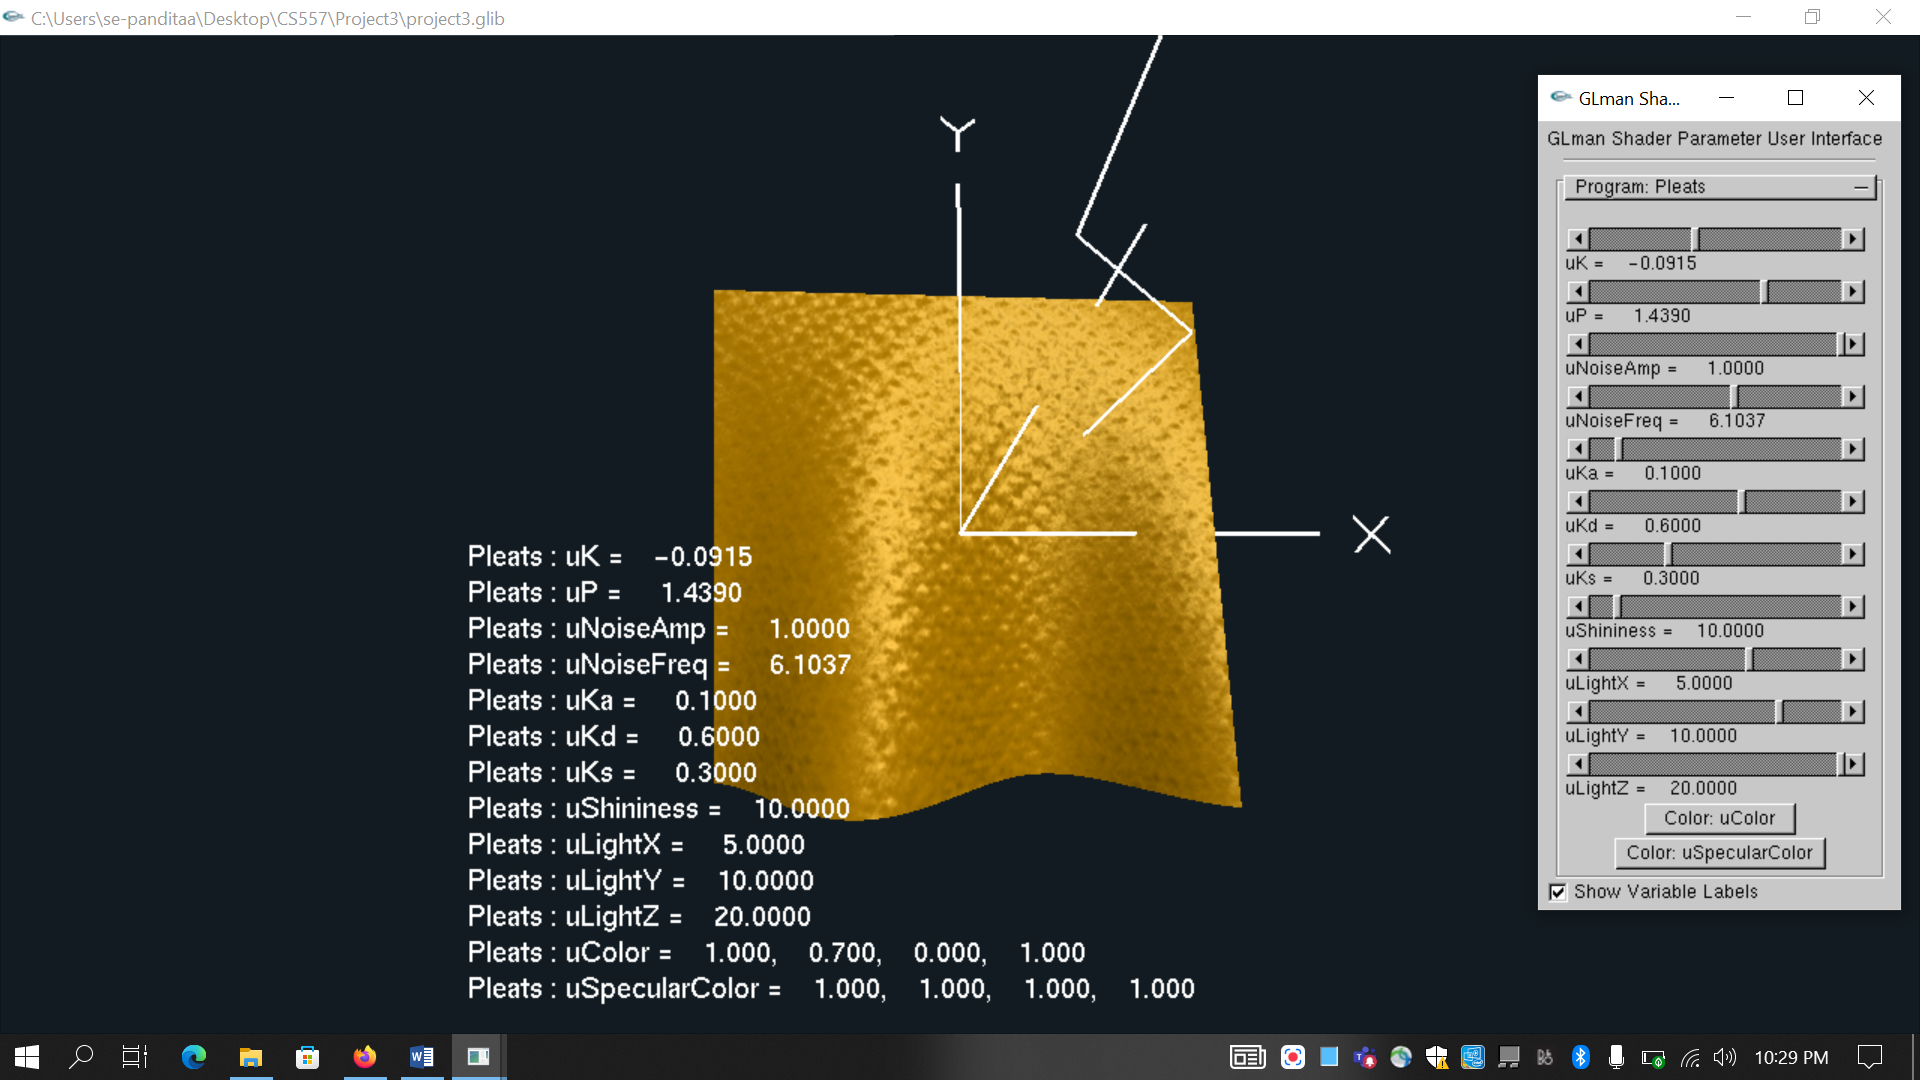 C:\Users\se-panditaa\Desktop\CS557\Project3\project3.glib
GLman Sha...
GLman Shader Parameter User Interface
Program: Pleats
uK = -0.0915
uP = 1.4390
uNoiseAmp = 1.0000
uNoiseFreq = 6.1037
uKa = 0.1000
uKd = 0.6000
uKs = 0.3000
uShininess = 10.0000
uLightX = 5.0000
uLightY = 10.0000
uLightZ = 20.0000
Color: uColor
Color: uSpecularColor
Show Variable Labels
Y
X
Pleats : uK = -0.0915
Pleats : uP = 1.4390
Pleats : uNoiseAmp = 1.0000
Pleats : uNoiseFreq = 6.1037
Pleats : uKa = 0.1000
Pleats : uKd = 0.6000
Pleats : uKs = 0.3000
Pleats : uShininess = 10.0000
Pleats : uLightX = 5.0000
Pleats : uLightY = 10.0000
Pleats : uLightZ = 20.0000
Pleats : uColor = 1.000, 0.700, 0.000, 1.000
Pleats : uSpecularColor = 1.000, 1.000, 1.000, 1.000
10:29 PM